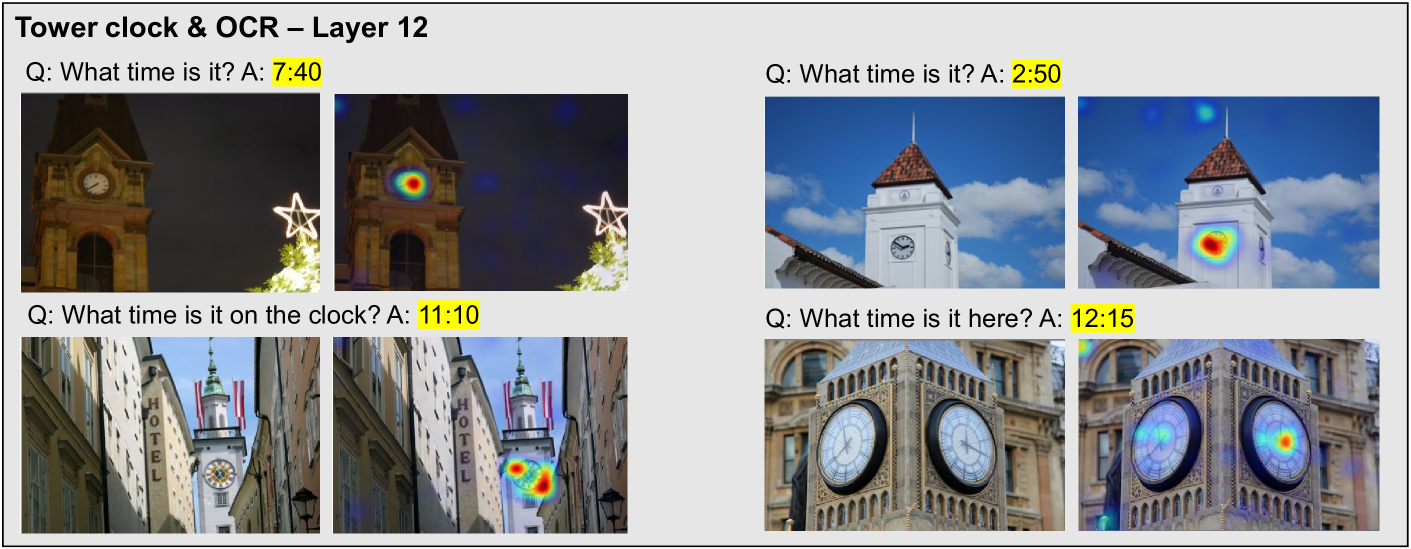 Tower clock & OCR – Layer 12
Q: What time is it? A: 7:40
Q: What time is it? A: 2:50
Q: What time is it on the clock? A: 11:10
HOTEL
HOTEL
Q: What time is it here? A: 12:15